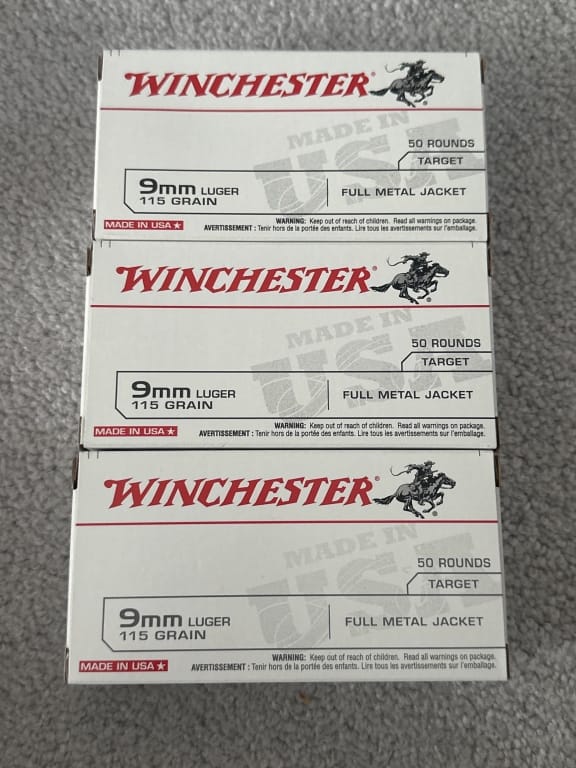 WINCHESTER®
MADE IN
USA
50 ROUNDS
TARGET
9mm LUGER
115 GRAIN
FULL METAL JACKET
MADE IN USA★
WARNING: Keep out of reach of children. Read all warnings on package.
AVERTISSEMENT : Tenir hors de la portée des enfants. Lire tous les avertissements sur l'emballage.
WINCHESTER®
MADE IN
USA
50 ROUNDS
TARGET
9mm LUGER
115 GRAIN
FULL METAL JACKET
MADE IN USA★
WARNING: Keep out of reach of children. Read all warnings on package.
AVERTISSEMENT : Tenir hors de la portée des enfants. Lire tous les avertissements sur l'emballage.
WINCHESTER®
MADE IN
USA
50 ROUNDS
TARGET
9mm LUGER
115 GRAIN
FULL METAL JACKET
MADE IN USA★
WARNING: Keep out of reach of children. Read all warnings on package.
AVERTISSEMENT : Tenir hors de la portée des enfants. Lire tous les avertissements sur l'emballage.